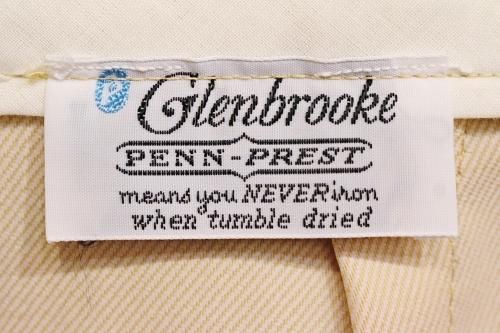 Glenbrooke
PENN-PREST
means you NEVER iron
when tumble dried